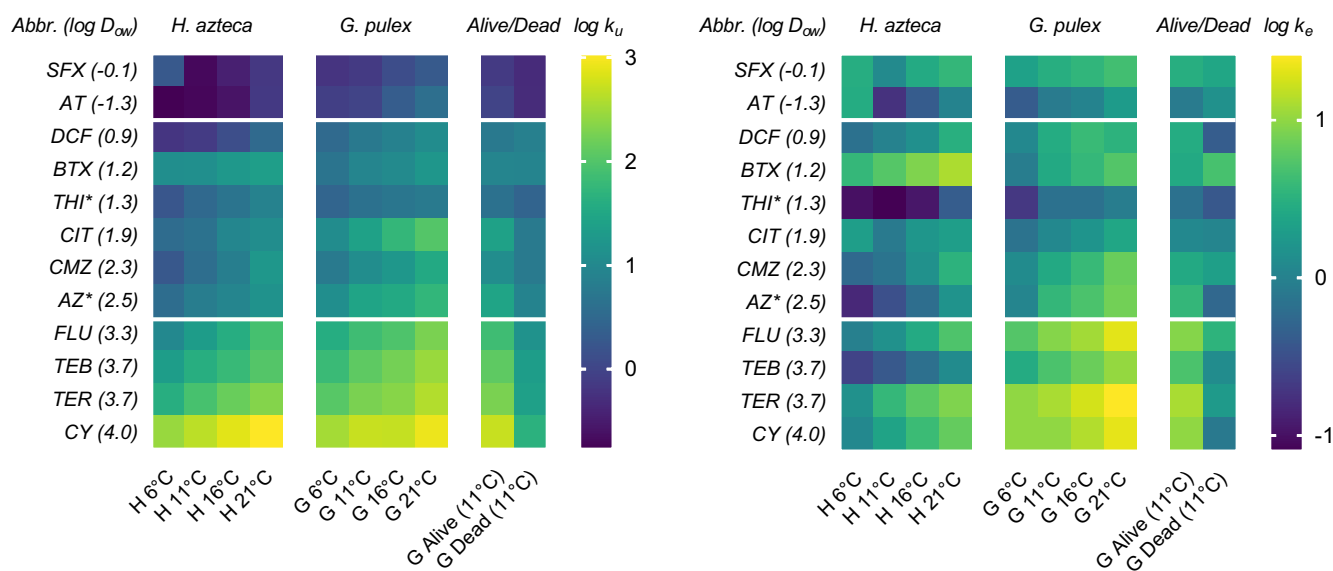 Abbr. (log Dow) H. azteca G. pulex Alive/Dead log ku
SFX (-0.1)
AT (-1.3)
DCF (0.9)
BTX (1.2)
THI* (1.3)
CIT (1.9)
CMZ (2.3)
AZ* (2.5)
FLU (3.3)
TEB (3.7)
TER (3.7)
CY (4.0)
3
2
1
0
H 6°C
H 11°C
H 16°C
H 21°C
G 6°C
G 11°C
G 16°C
G 21°C
G Alive (11°C)
G Dead (11°C)
Abbr. (log Dow) H. azteca G. pulex Alive/Dead log ke
SFX (-0.1)
AT (-1.3)
DCF (0.9)
BTX (1.2)
THI* (1.3)
CIT (1.9)
CMZ (2.3)
AZ* (2.5)
FLU (3.3)
TEB (3.7)
TER (3.7)
CY (4.0)
1
0
-1
H 6°C
H 11°C
H 16°C
H 21°C
G 6°C
G 11°C
G 16°C
G 21°C
G Alive (11°C)
G Dead (11°C)